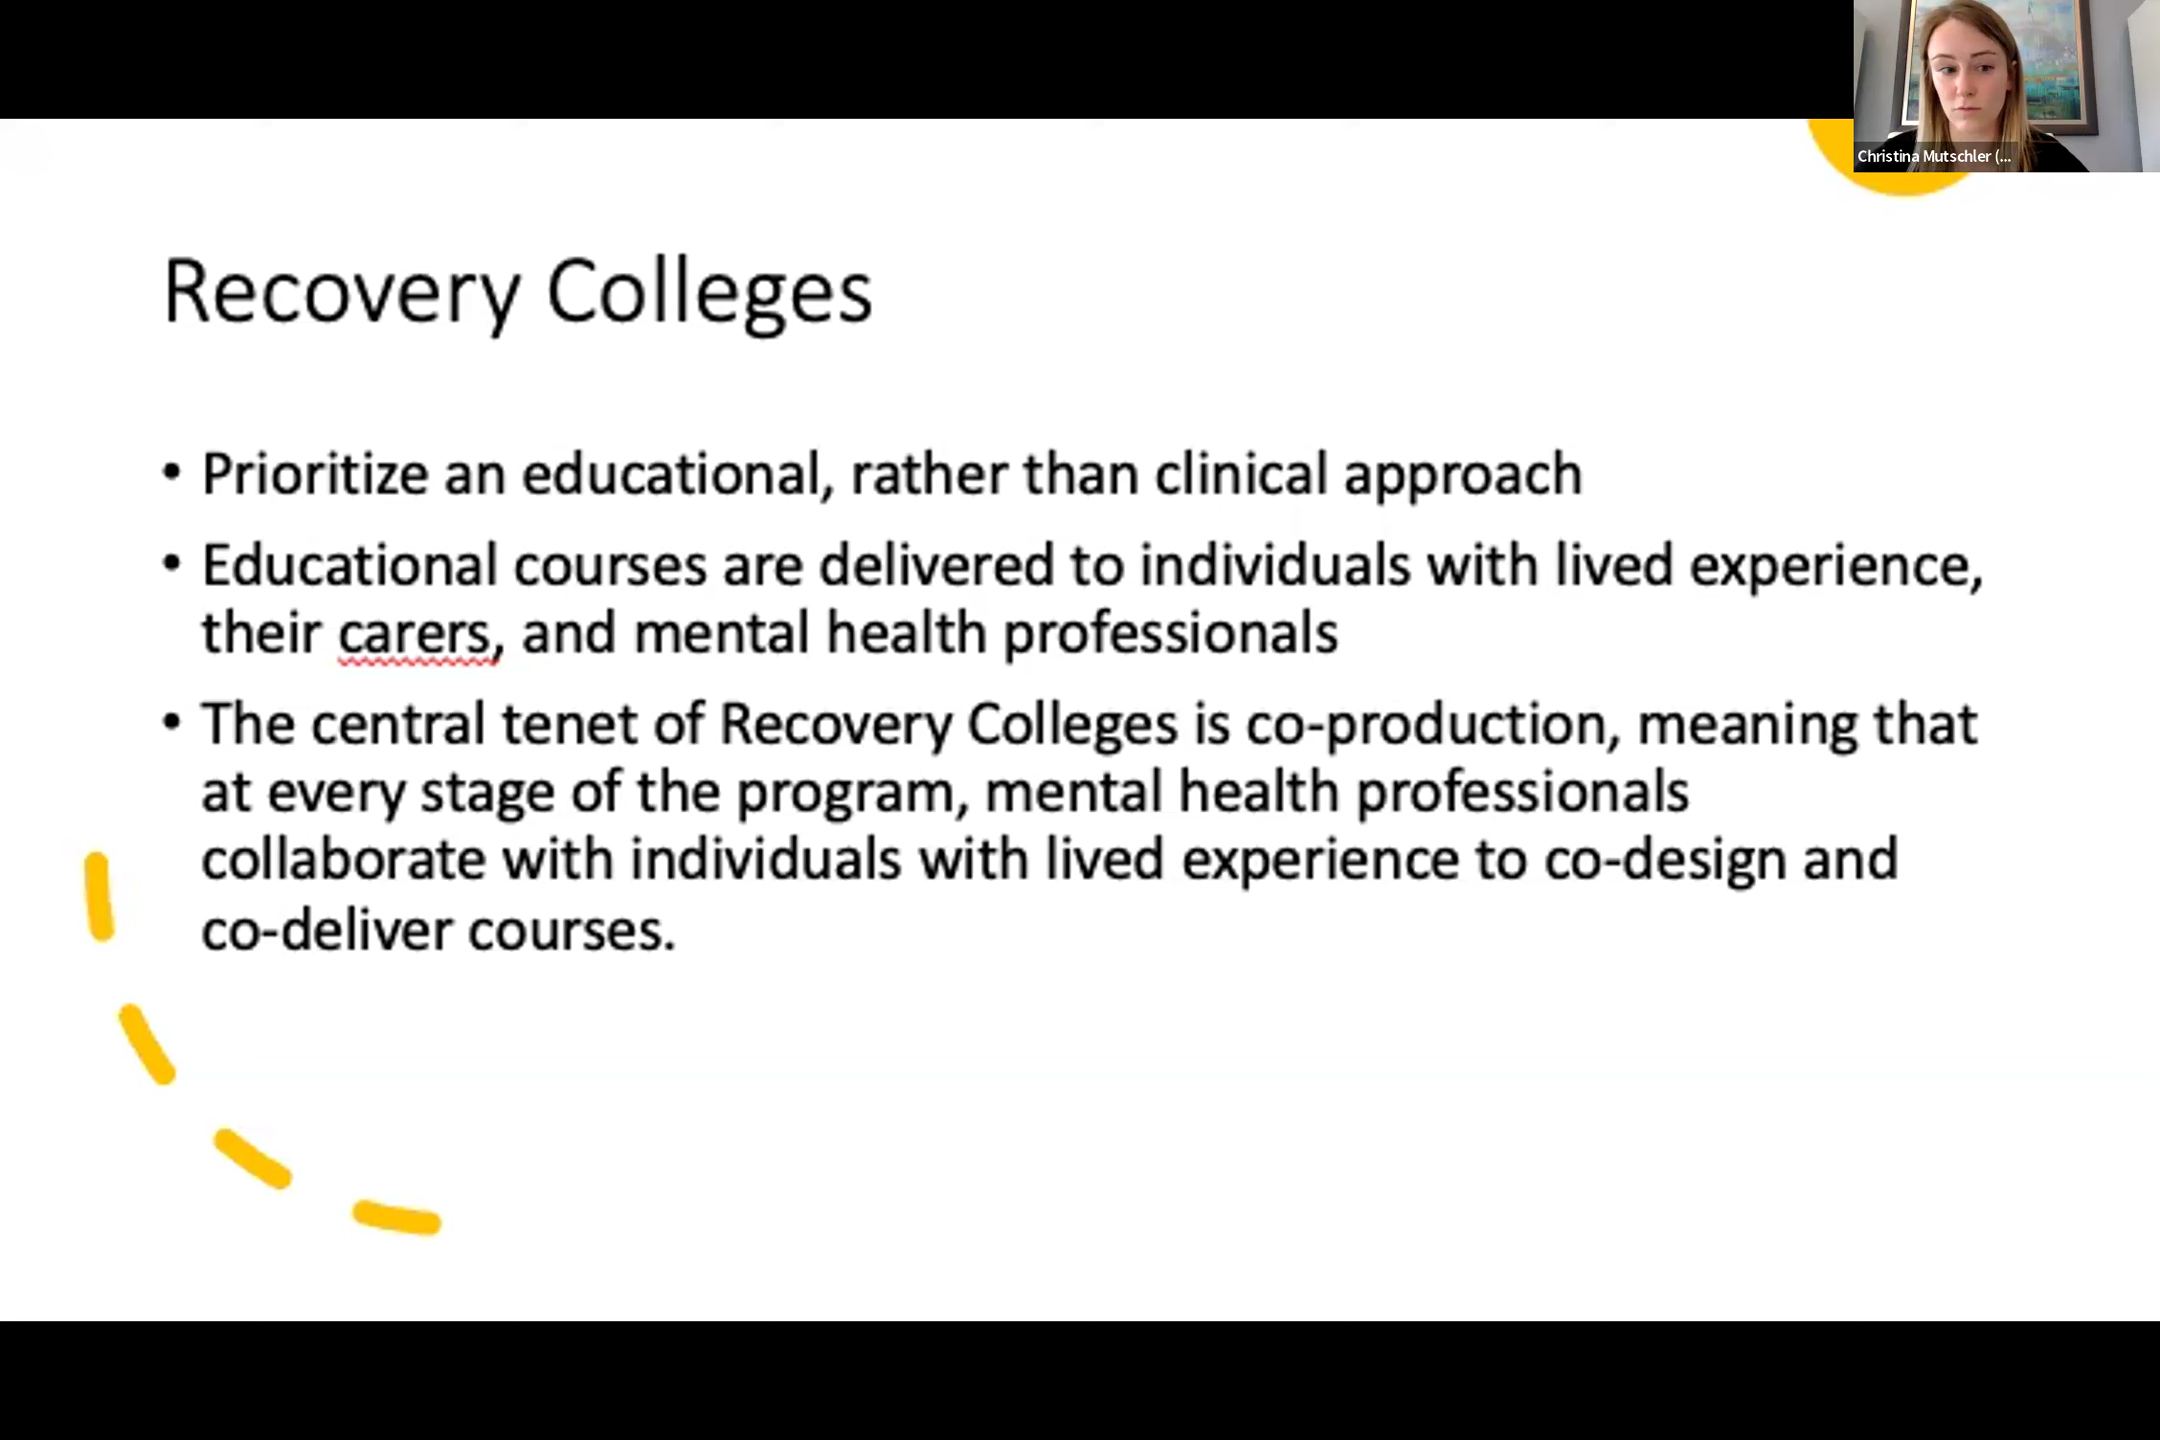 Christina Mutschler (...
Recovery Colleges
• Prioritize an educational, rather than clinical approach
• Educational courses are delivered to individuals with lived experience,
their carers, and mental health professionals
• The central tenet of Recovery Colleges is co-production, meaning that
at every stage of the program, mental health professionals
collaborate with individuals with lived experience to co-design and
co-deliver courses.